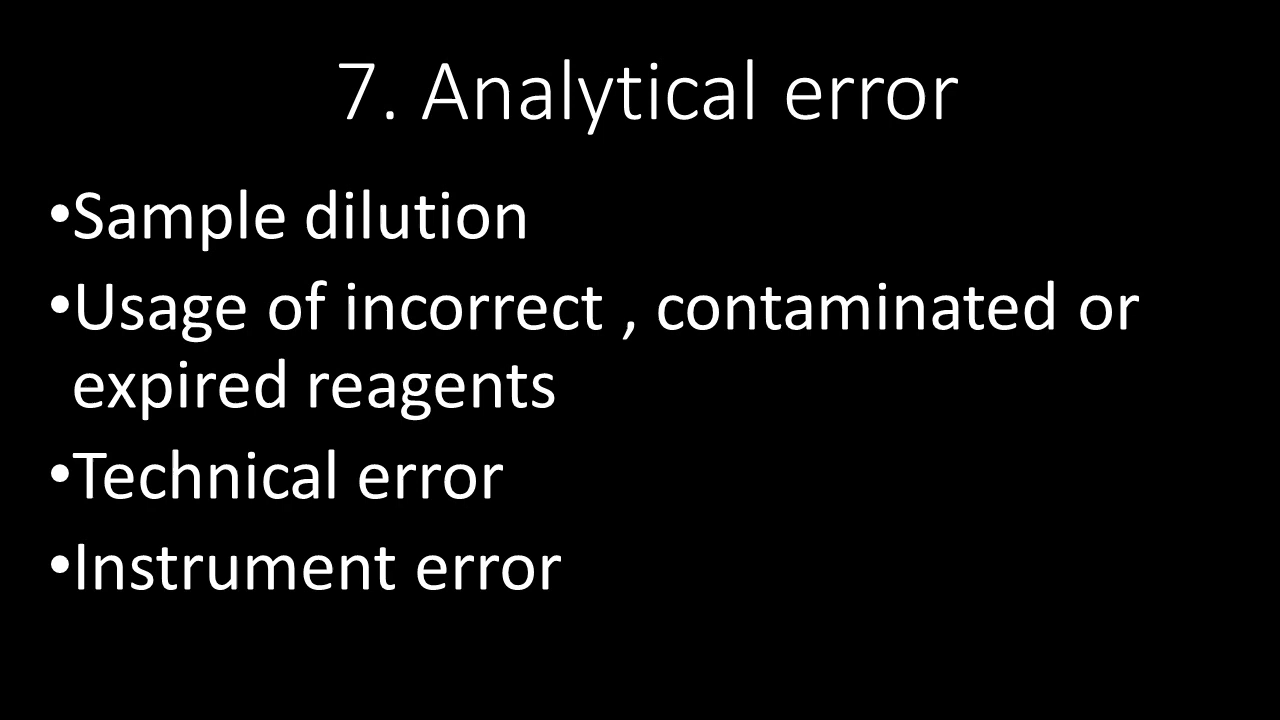 7. Analytical error
•Sample dilution
•Usage of incorrect , contaminated or
expired reagents
•Technical error
•Instrument error